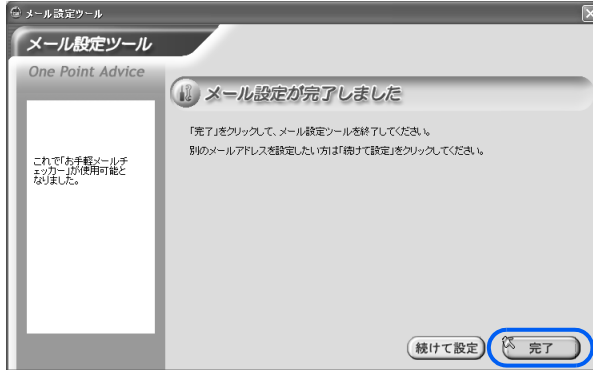 メール設定ツール
メール設定ツール
One Point Advice
メール設定が完了しました
「完了」をクリックして、メール設定ツールを終了してください。
別のメールアドレスを設定したい方は「続けて設定」をクリックしてください。
これで「お手軽メールチ
ェッカー」が使用可能と
なりました。
続けて設定
完了